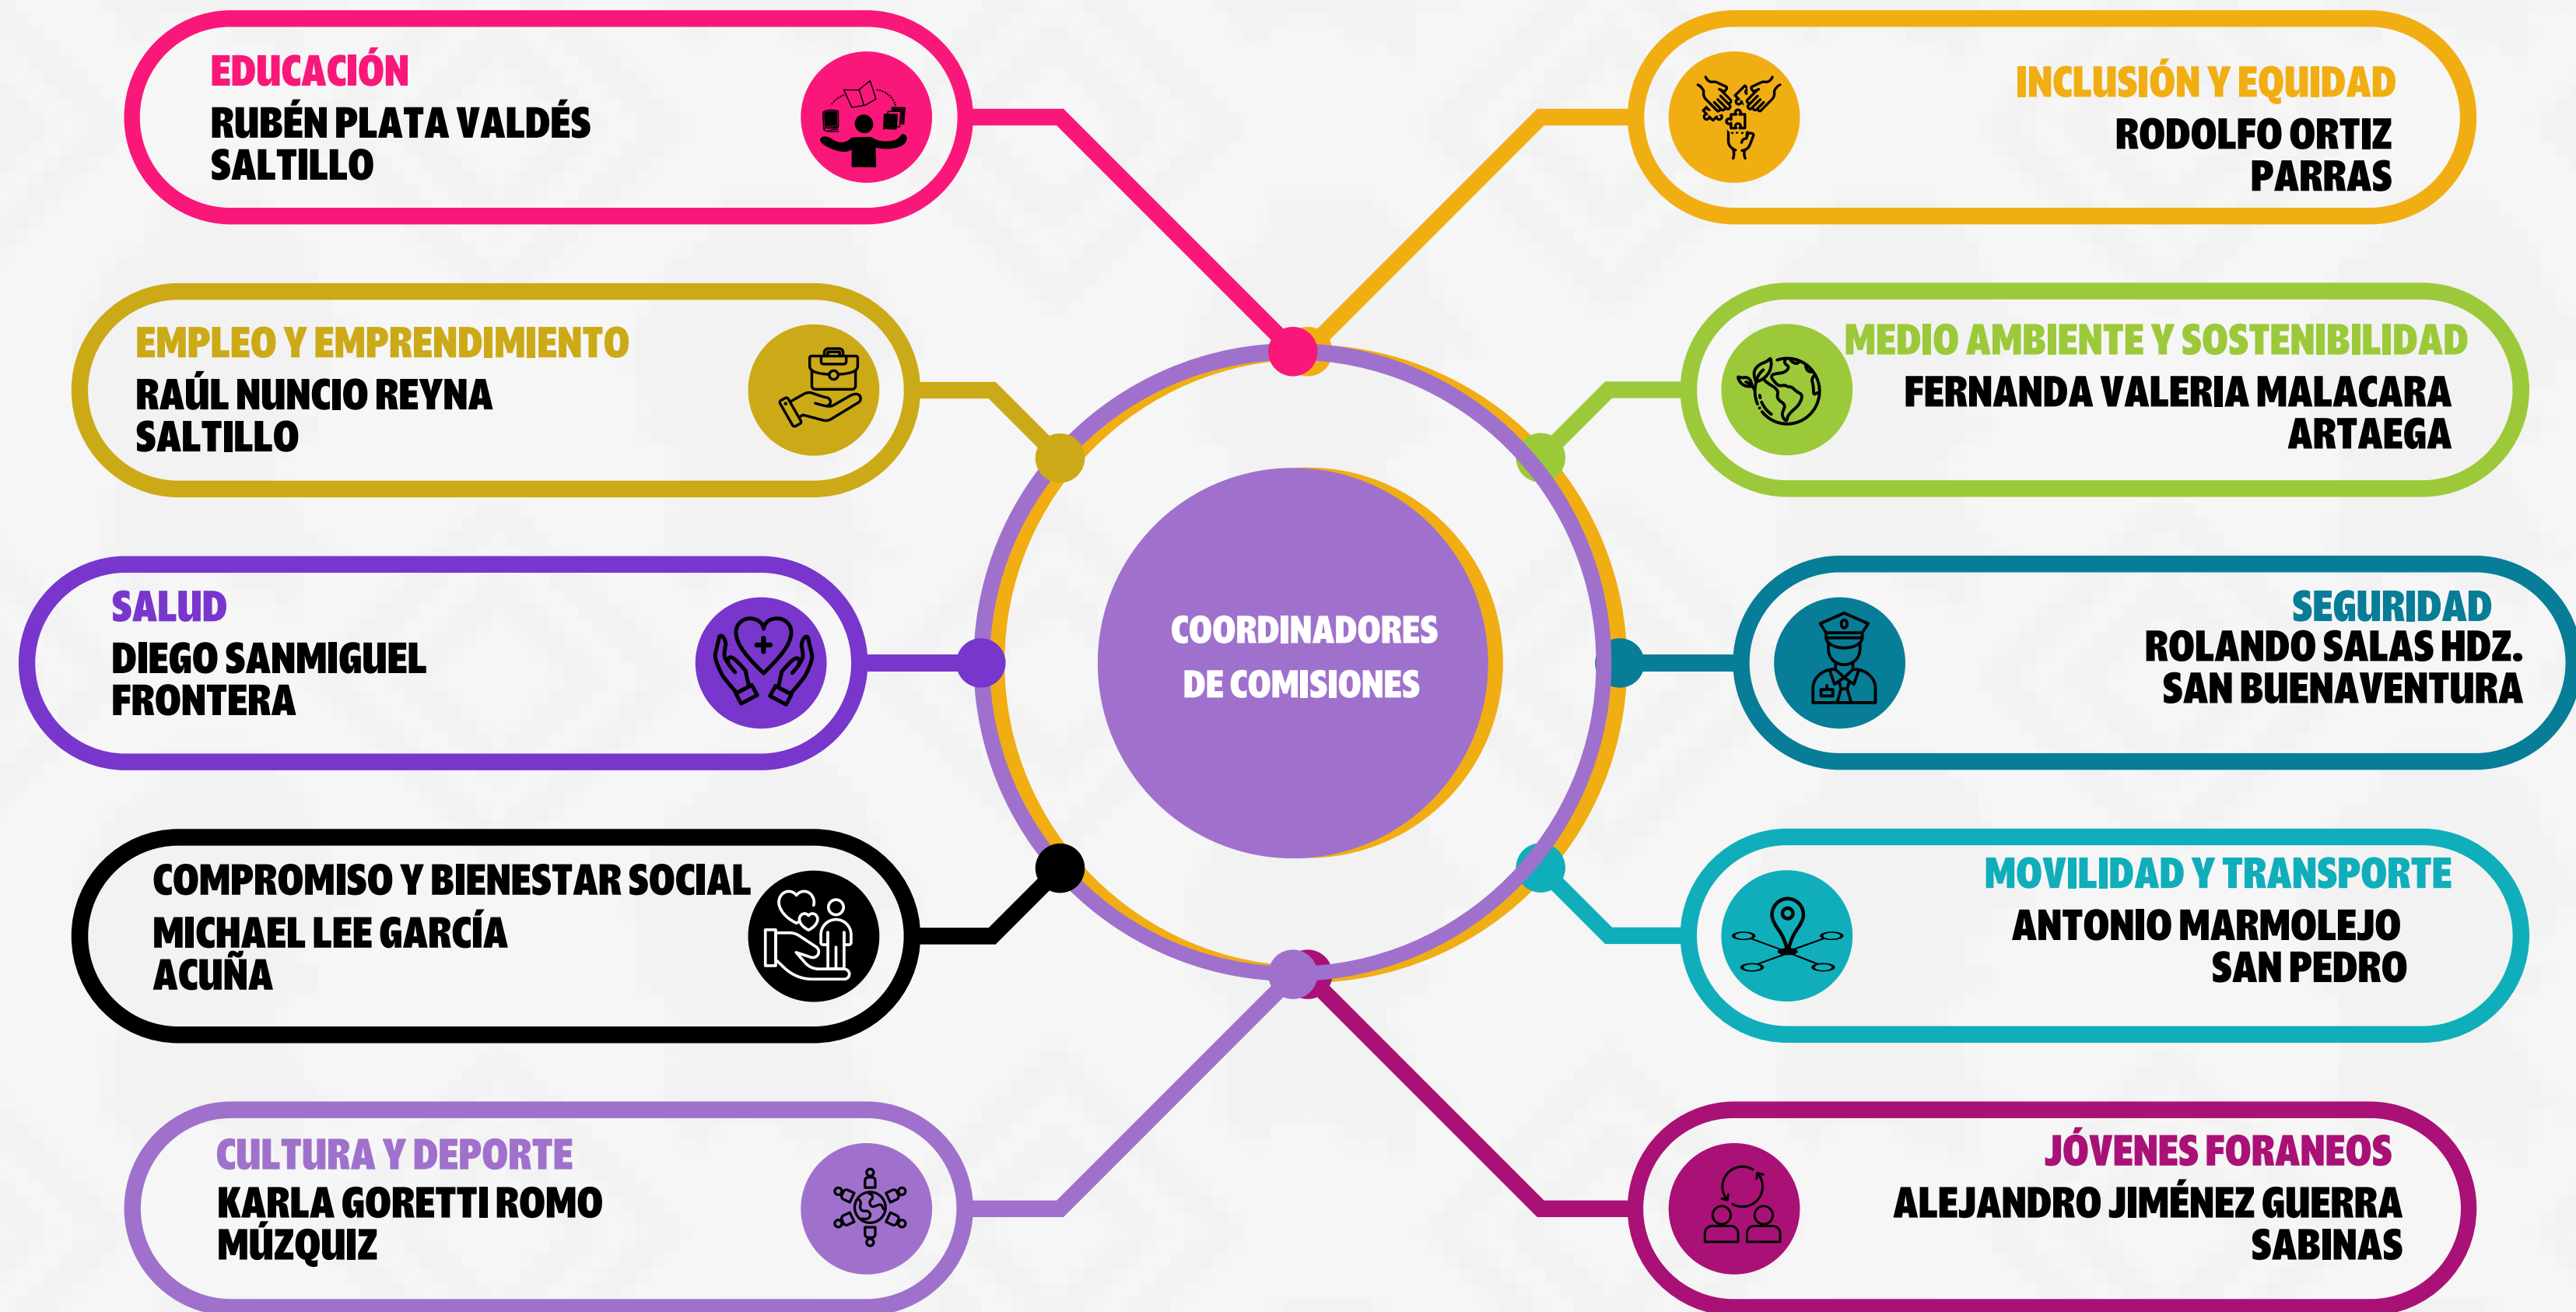 EDUCACIÓN
RUBÉN PLATA VALDÉS
SALTILLO
EMPLEO Y EMPRENDIMIENTO
RAÚL NUNCIO REYNA
SALTILLO
SALUD
DIEGO SANMIGUEL
FRONTERA
COMPROMISO Y BIENESTAR SOCIAL
MICHAEL LEE GARCÍA
ACUÑA
CULTURA Y DEPORTE
KARLA GORETTI ROMO
MÚZQUIZ
COORDINADORES
DE COMISIONES
INCLUSIÓN Y EQUIDAD
RODOLFO ORTIZ
PARRAS
MEDIO AMBIENTE Y SOSTENIBILIDAD
FERNANDA VALERIA MALACARA
ARTAEGA
SEGURIDAD
ROLANDO SALAS HDZ.
SAN BUENAVENTURA
MOVILIDAD Y TRANSPORTE
ANTONIO MARMOLEJO
SAN PEDRO
JÓVENES FORANEOS
ALEJANDRO JIMÉNEZ GUERRA
SABINAS